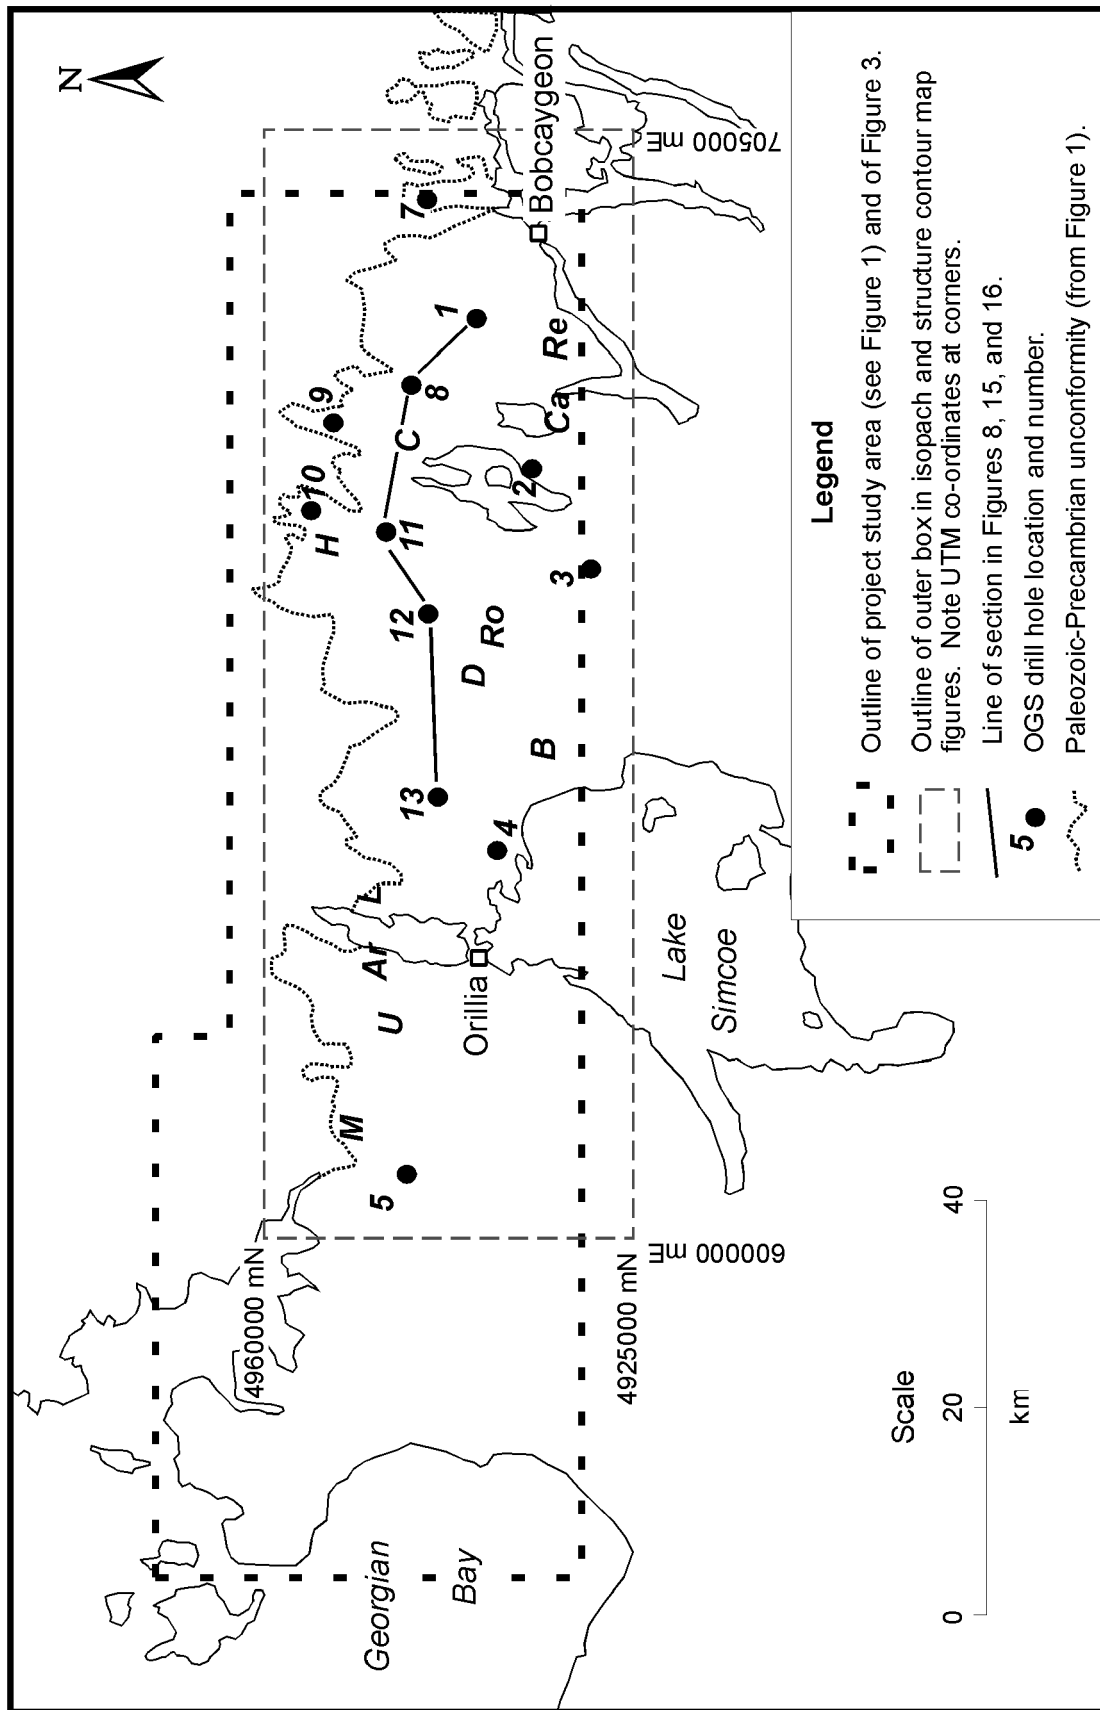 N
4960000 mN
10
9
H
7
M
L
Ar
11
C
8
1
5
U
12
13
D
Ro
Georgian
Bay
Orillia
4
2
Ca
Re
Bobcaygeon
B
3
4925000 mN
600000 mE
705000 mE
Lake
Simcoe
Legend
Outline of project study area (see Figure 1) and of Figure 3.
Outline of outer box in isopach and structure contour map
figures. Note UTM co-ordinates at corners.
Line of section in Figures 8, 15, and 16.
5
OGS drill hole location and number.
Paleozoic-Precambrian unconformity (from Figure 1).
Scale
0 20 40
km